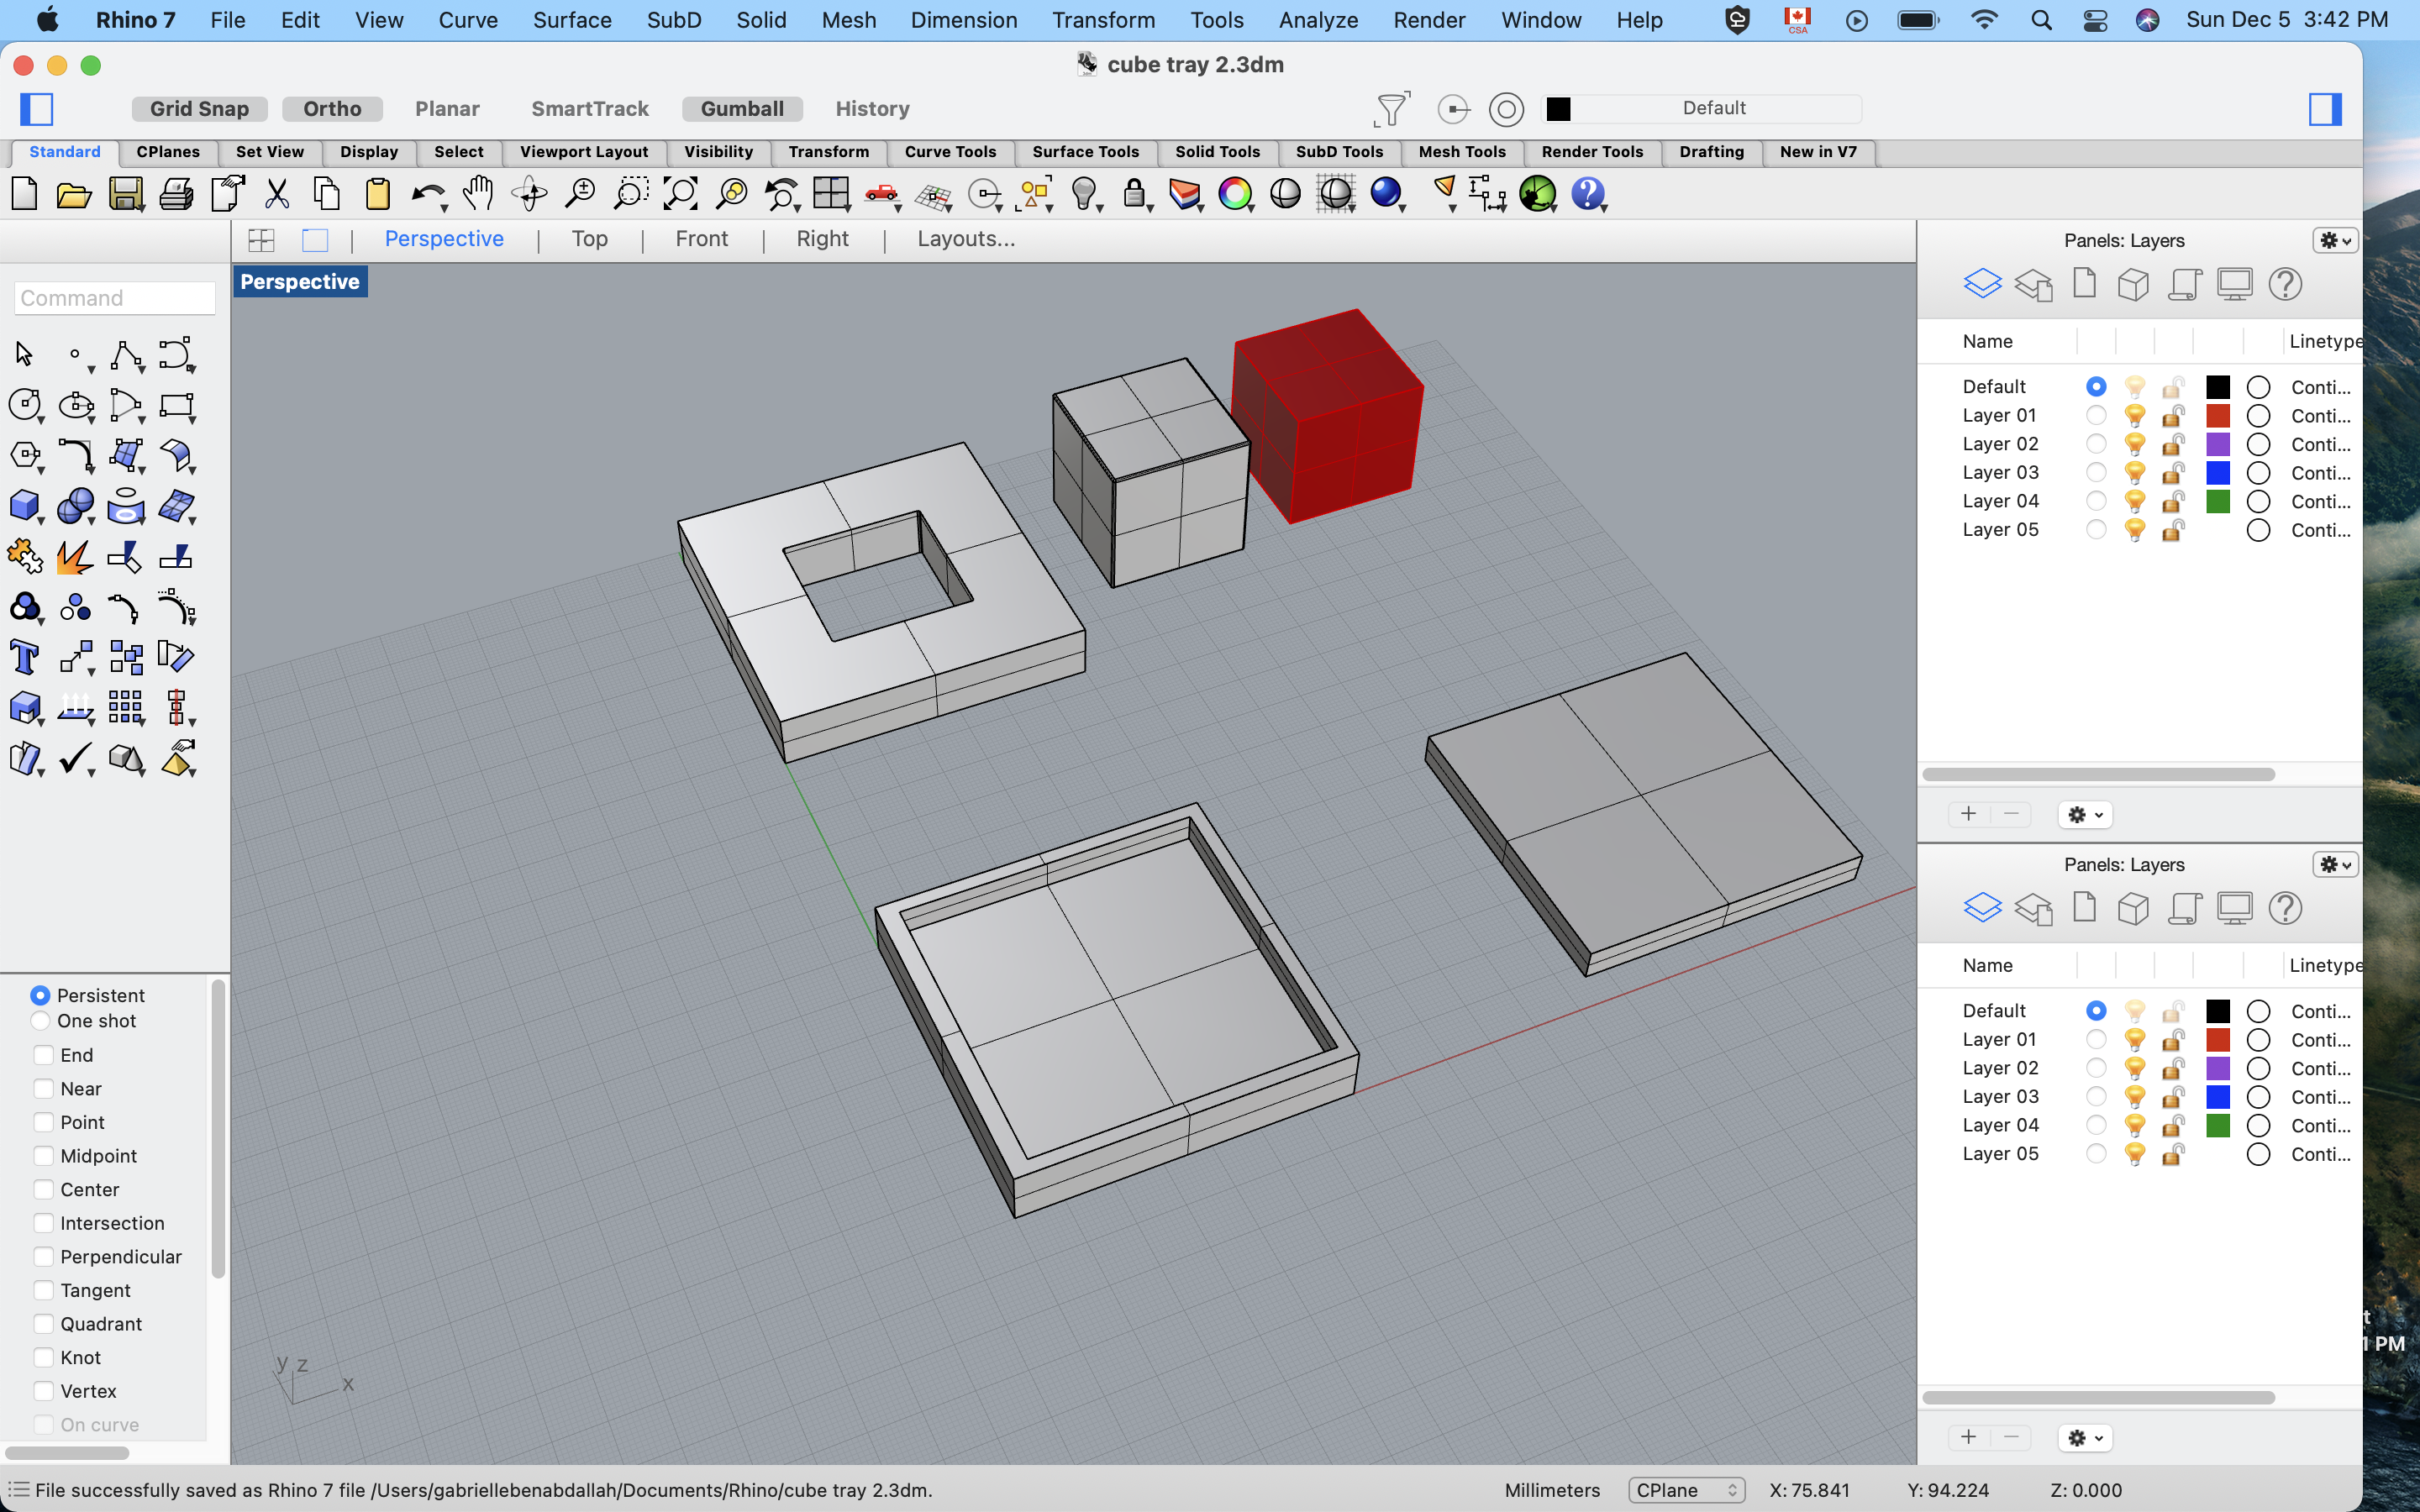 Rhino 7 File Edit View Curve Surface SubD Solid Mesh Dimension Transform Tools Analyze Render Window Help CSA Sun Dec 5 3:42 PM
cube tray 2.3dm
Grid Snap Ortho Planar SmartTrack Gumball History Default
Standard CPlanes Set View Display Select Viewport Layout Visibility Transform Curve Tools Surface Tools Solid Tools SubD Tools Mesh Tools Render Tools Drafting New in V7
Perspective | Top | Front | Right | Layouts...
Perspective
Command
Persistent
One shot
End
Near
Point
Midpoint
Center
Intersection
Perpendicular
Tangent
Quadrant
Knot
Vertex
On curve
y z
x
Panels: Layers
Name Linetype
Default Conti...
Layer 01 Conti...
Layer 02 Conti...
Layer 03 Conti...
Layer 04 Conti...
Layer 05 Conti...
Panels: Layers
Name Linetype
Default Conti...
Layer 01 Conti...
Layer 02 Conti...
Layer 03 Conti...
Layer 04 Conti...
Layer 05 Conti...
PM
File successfully saved as Rhino 7 file /Users/gabriellebenabdallah/Documents/Rhino/cube tray 2.3dm. Millimeters CPlane X: 75.841 Y: 94.224 Z: 0.000